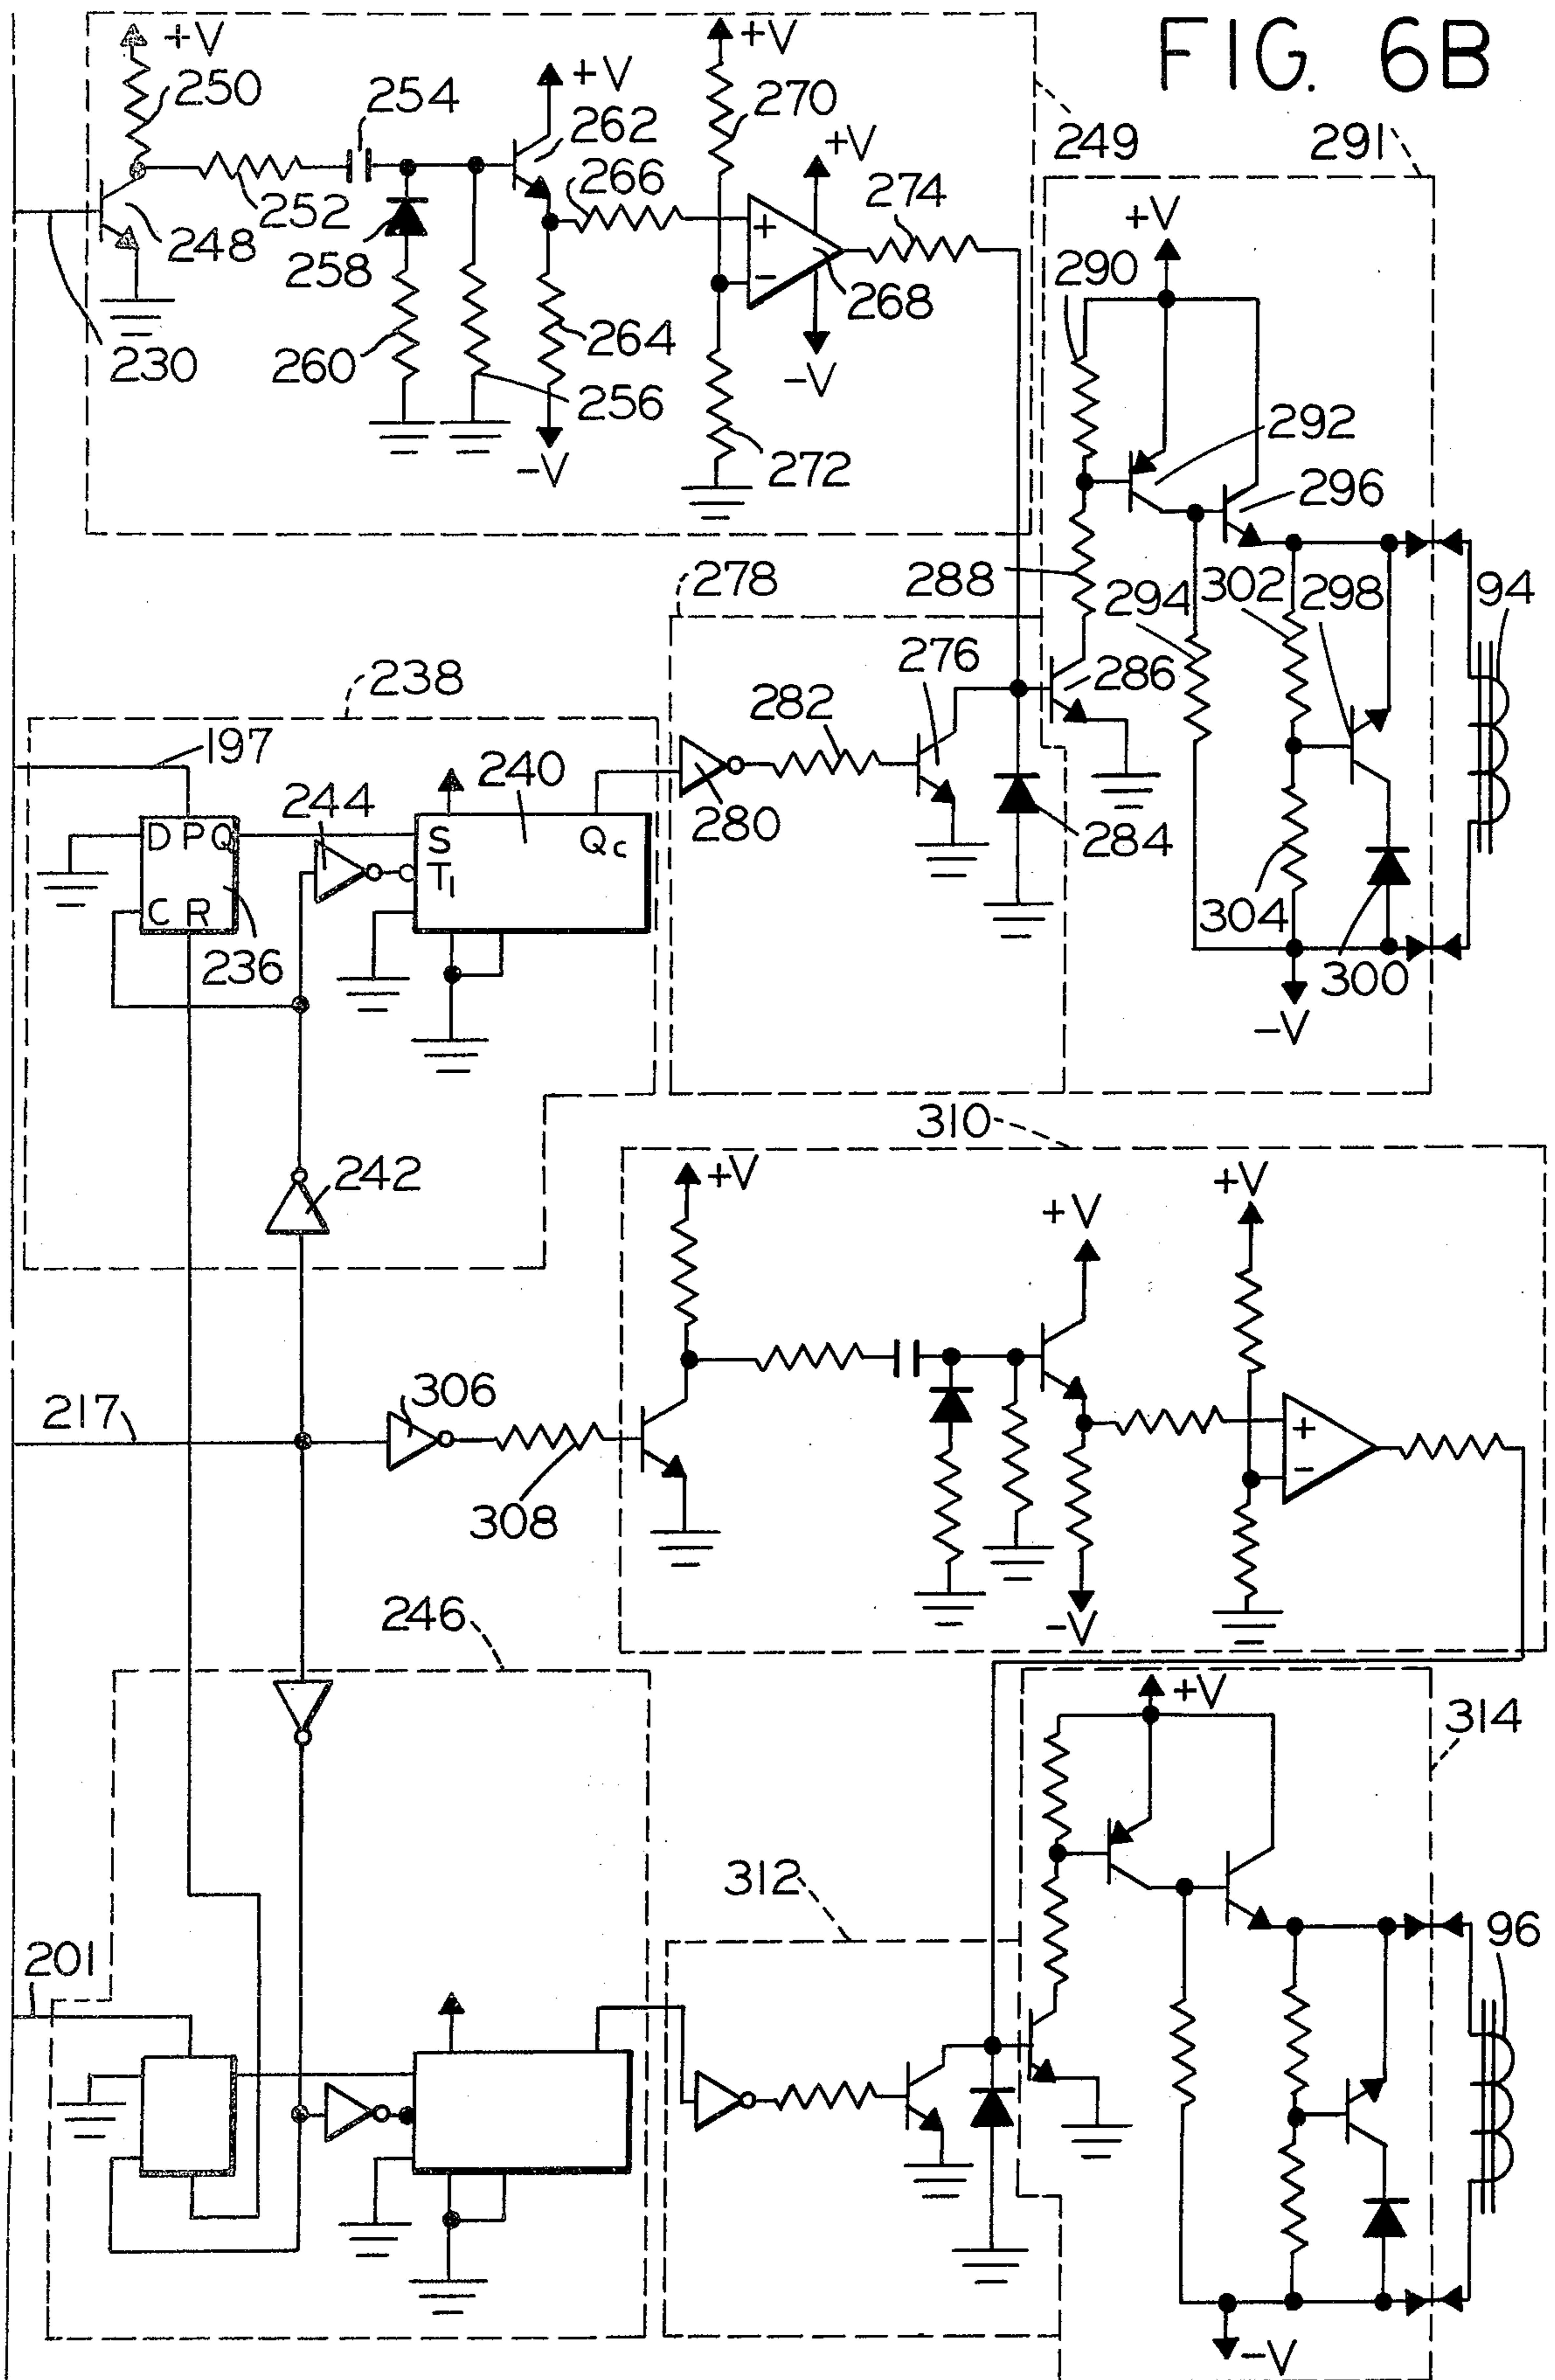 FIG. 6B
+V
250
254
+V
262
+V
270
249
291
252
266
+V
274
+V
248
258
+
-
268
290
230
260
264
256
-V
292
-V
272
296
278
288
294
302
298
94
238
276
286
197
282
244
240
D P Q
S
QC
280
284
T1
C R
236
304
300
-V
310
242
+V
+V
+V
217
306
+
-
308
246
-V
+V
314
312
201
96
-V